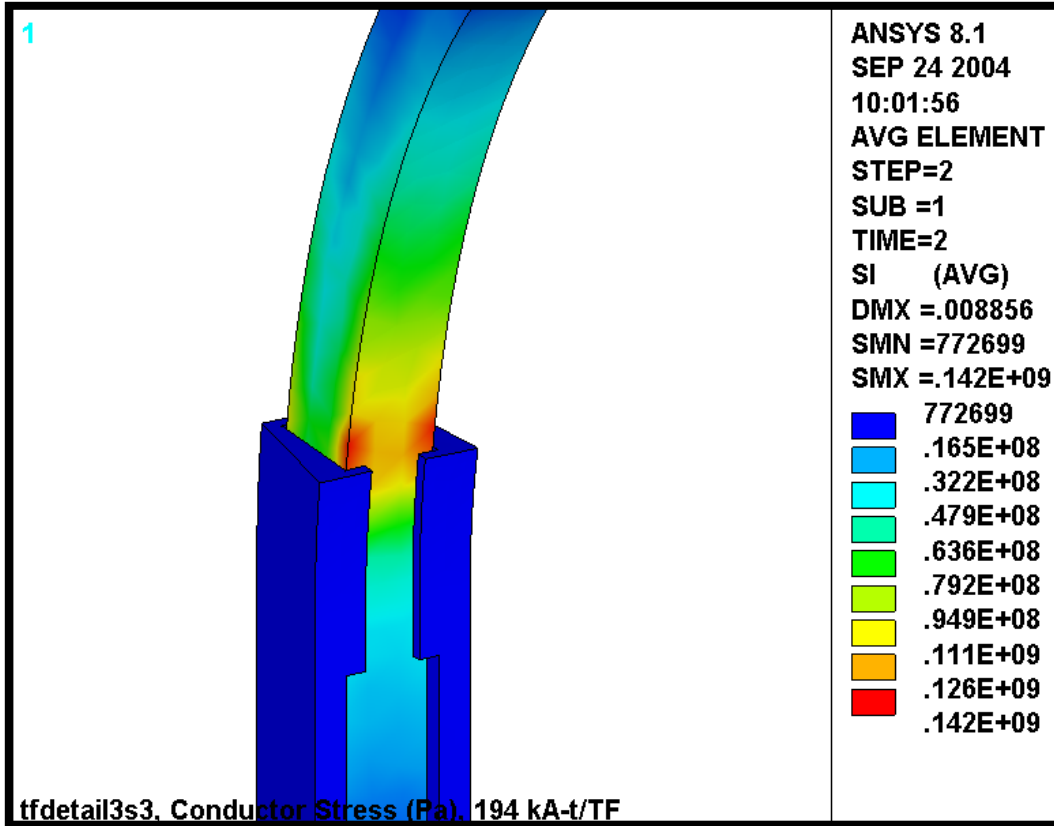 1
ANSYS 8.1
SEP 24 2004
10:01:56
AVG ELEMENT
STEP=2
SUB =1
TIME=2
SI (AVG)
DMX =.008856
SMN =772699
SMX =.142E+09
772699
.165E+08
.322E+08
.479E+08
.636E+08
.792E+08
.949E+08
.111E+09
.126E+09
.142E+09
tfdetail3s3, Conductor Stress (Pa), 194 kA-t/TF